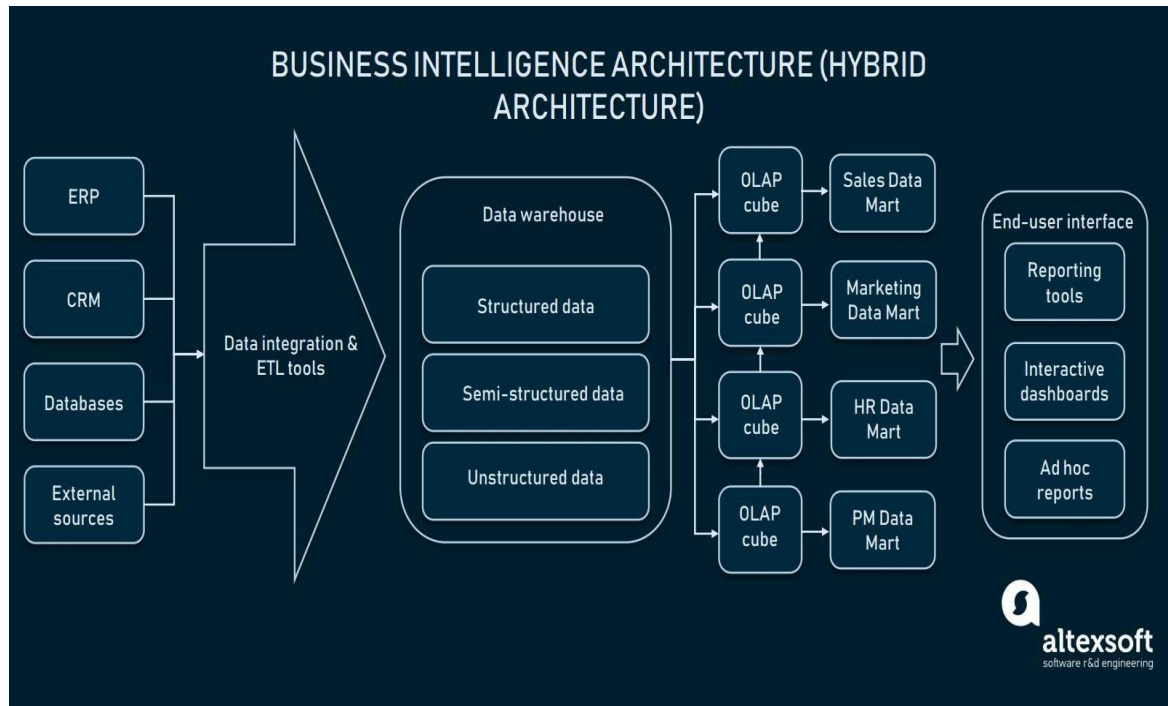 BUSINESS INTELLIGENCE ARCHITECTURE (HYBRID
ARCHITECTURE)
ERP
CRM
Databases
External
sources
Data integration &
ETL tools
Data warehouse
Structured data
Semi-structured data
Unstructured data
OLAP
cube
Sales Data
Mart
OLAP
cube
Marketing
Data Mart
OLAP
cube
HR Data
Mart
OLAP
cube
PM Data
Mart
End-user interface
Reporting
tools
Interactive
dashboards
Ad hoc
reports
altexsoft
software r&d engineering